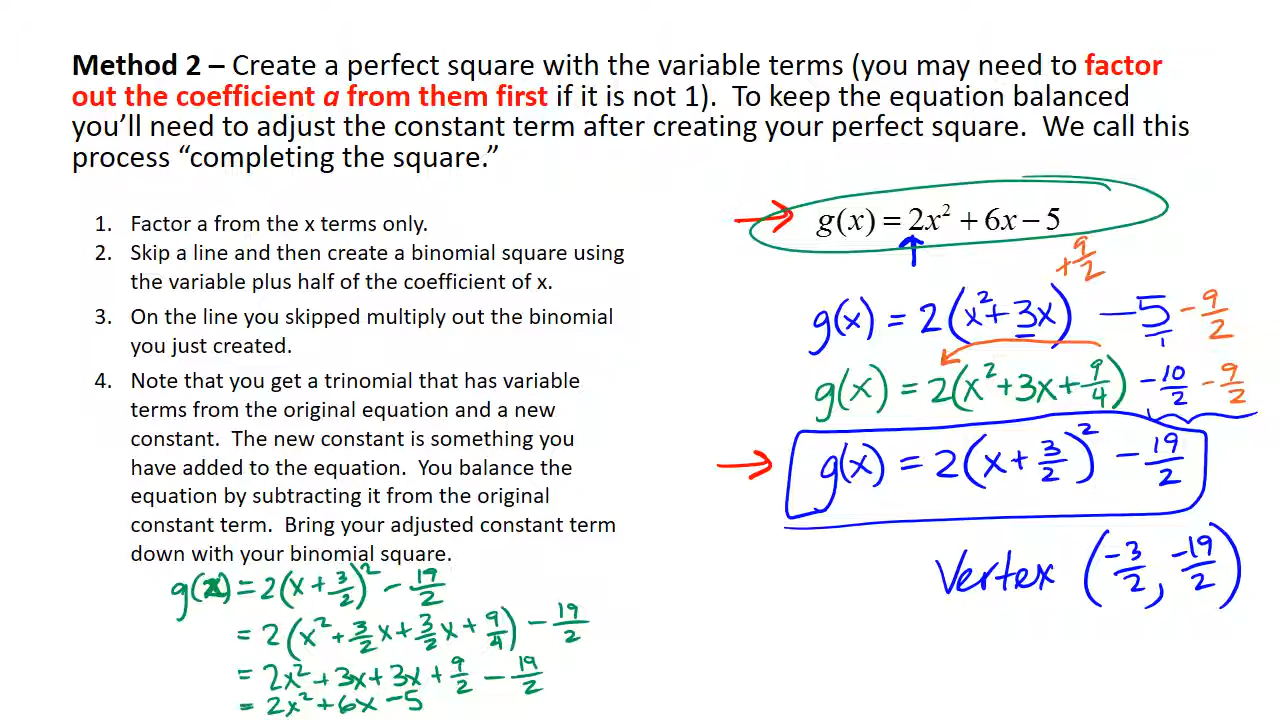 Method 2 – Create a perfect square with the variable terms (you may need to factor
out the coefficient a from them first if it is not 1). To keep the equation balanced
you'll need to adjust the constant term after creating your perfect square. We call this
process “completing the square.”
1. Factor a from the x terms only.
2. Skip a line and then create a binomial square using
the variable plus half of the coefficient of x.
3. On the line you skipped multiply out the binomial
you just created.
4. Note that you get a trinomial that has variable
terms from the original equation and a new
constant. The new constant is something you
have added to the equation. You balance the
equation by subtracting it from the original
constant term. Bring your adjusted constant term
down with your binomial square.
g(x) = 2(x + 3/2)² - 19/2
= 2(x² + 3/2x + 3/2x + 9/4) - 19/2
= 2x² + 3x + 3x + 9/2 - 19/2
= 2x² + 6x - 5
g(x) = 2x² + 6x − 5
+9/2
g(x) = 2(x² + 3x) - 5/1 - 9/2
g(x) = 2(x² + 3x + 9/4) - 10/2 - 9/2
g(x) = 2(x + 3/2)² - 19/2
Vertex (-3/2, -19/2)